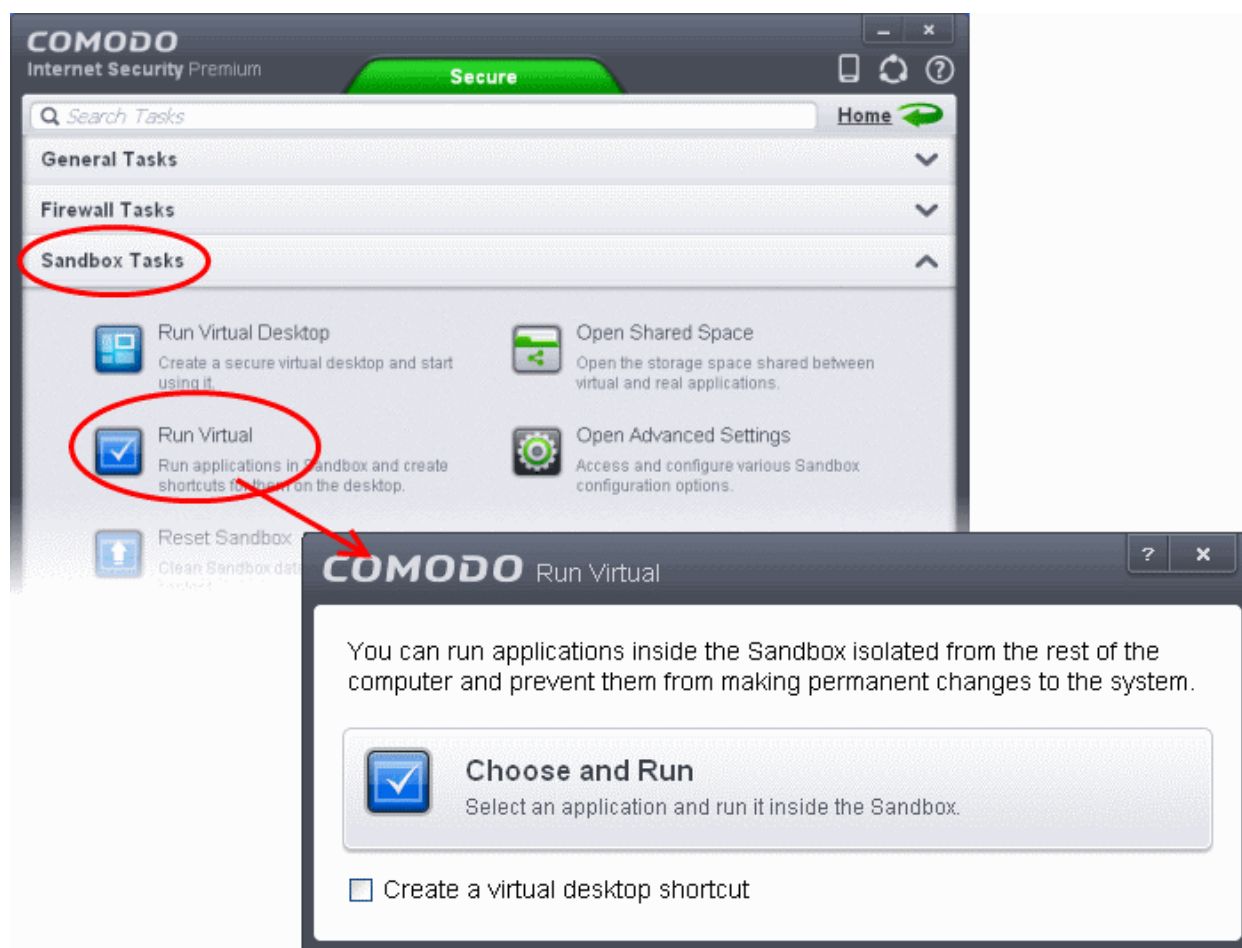 COMODO
Internet Security Premium
Secure
Search Tasks
Home
General Tasks
Firewall Tasks
Sandbox Tasks
Run Virtual Desktop
Create a secure virtual desktop and start
using it.
Open Shared Space
Open the storage space shared between
virtual and real applications.
Run Virtual
Run applications in Sandbox and create
shortcuts for them on the desktop.
Open Advanced Settings
Access and configure various Sandbox
configuration options.
Reset Sandbox
Clean Sandbox
COMODO Run Virtual
You can run applications inside the Sandbox isolated from the rest of the
computer and prevent them from making permanent changes to the system.
Choose and Run
Select an application and run it inside the Sandbox.
Create a virtual desktop shortcut